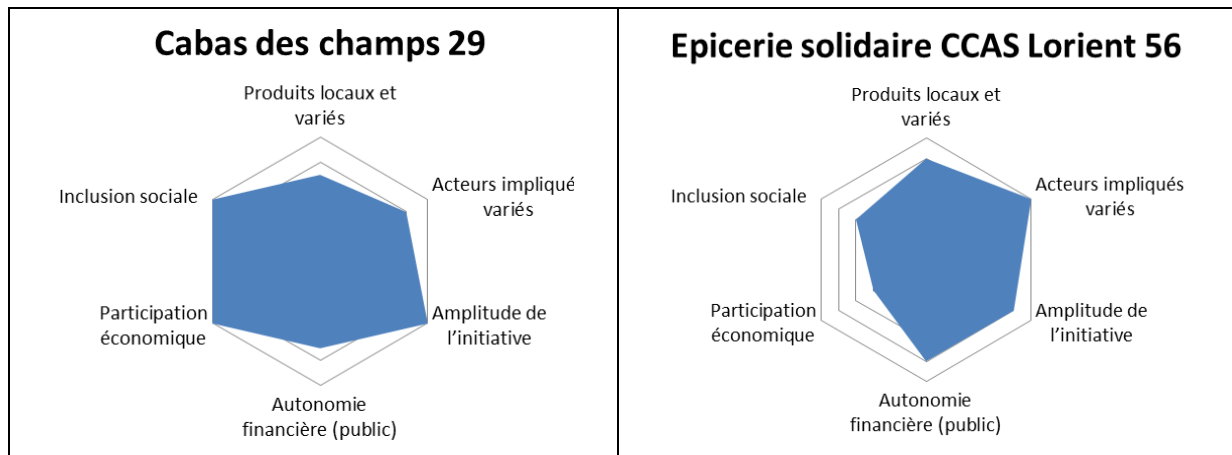 Cabas des champs 29
Produits locaux et
variés
Inclusion sociale
Acteurs impliqué
variés
Participation
économique
Amplitude de
l’initiative
Autonomie
financière (public)
Epicerie solidaire CCAS Lorient 56
Produits locaux et
variés
Inclusion sociale
Acteurs impliqués
variés
Participation
économique
Amplitude de
l’initiative
Autonomie
financière (public)